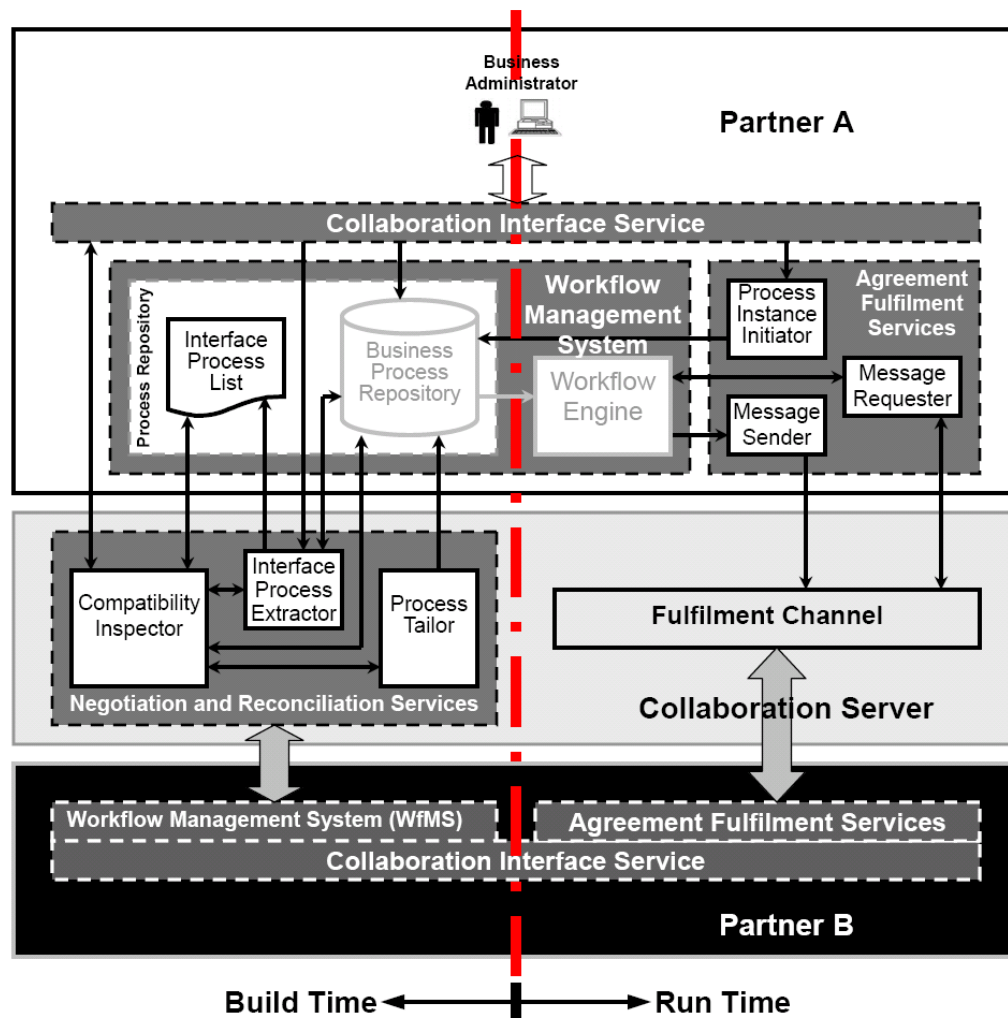 Business
Administrator
Partner A
Collaboration Interface Service
Process Repository
Interface
Process
List
Business
Process
Repository
Workflow
Management
System
Workflow
Engine
Process
Instance
Initiator
Agreement
Fulfilment
Services
Message
Requester
Message
Sender
Compatibility
Inspector
Interface
Process
Extractor
Process
Tailor
Negotiation and Reconciliation Services
Fulfilment Channel
Collaboration Server
Workflow Management System (WfMS)
Agreement Fulfilment Services
Collaboration Interface Service
Partner B
Build Time
Run Time